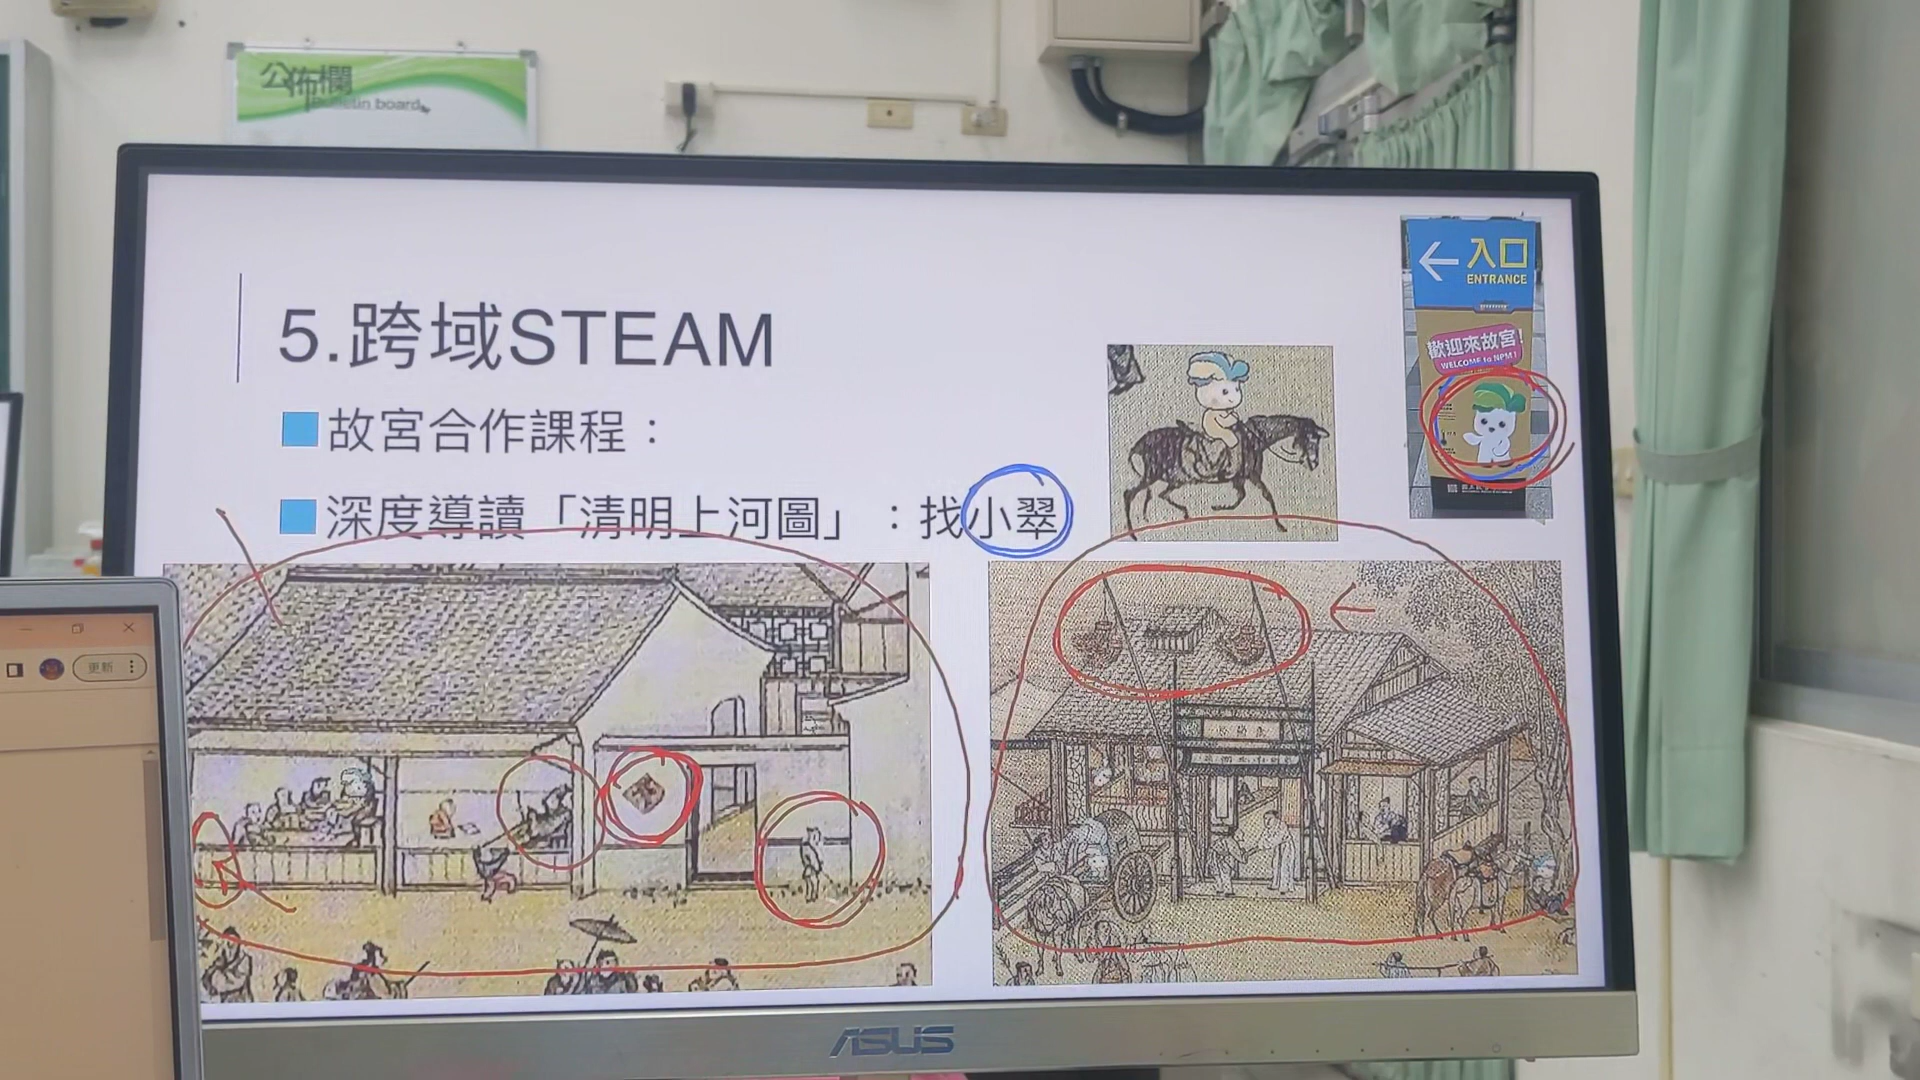 公佈欄
Bulletin board
入口
ENTRANCE
歡迎來故宮!
WELCOME to NPM!
5.跨域STEAM
故宮合作課程：
深度導讀「清明上河圖」：找小翠
更新
ASUS